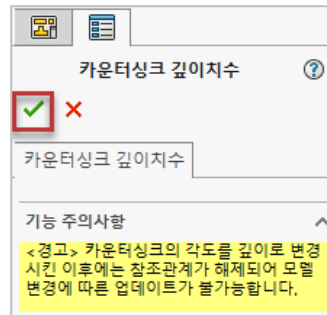 카운터싱크 깊이치수
카운터싱크 깊이치수
기능 주의사항
<경고> 카운터싱크의 각도를 깊이로 변경
시킨 이후에는 참조관계가 해제되어 모델
변경에 따른 업데이트가 불가능합니다.